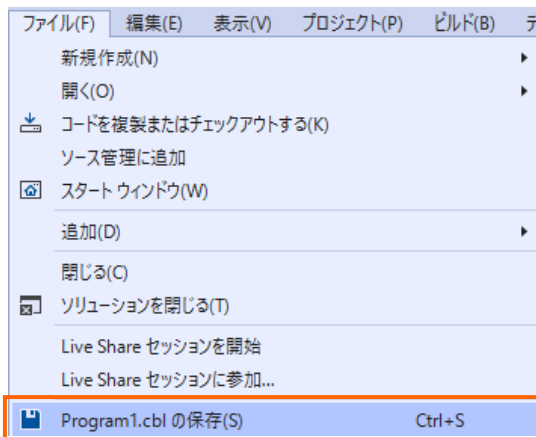 ファイル(F) 編集(E) 表示(V) プロジェクト(P) ビルド(B) デ
新規作成(N)
開く(O)
コードを複製またはチェックアウトする(K)
ソース管理に追加
スタート ウィンドウ(W)
追加(D)
閉じる(C)
ソリューションを閉じる(T)
Live Share セッションを開始
Live Share セッションに参加...
Program1.cbl の保存(S) Ctrl+S